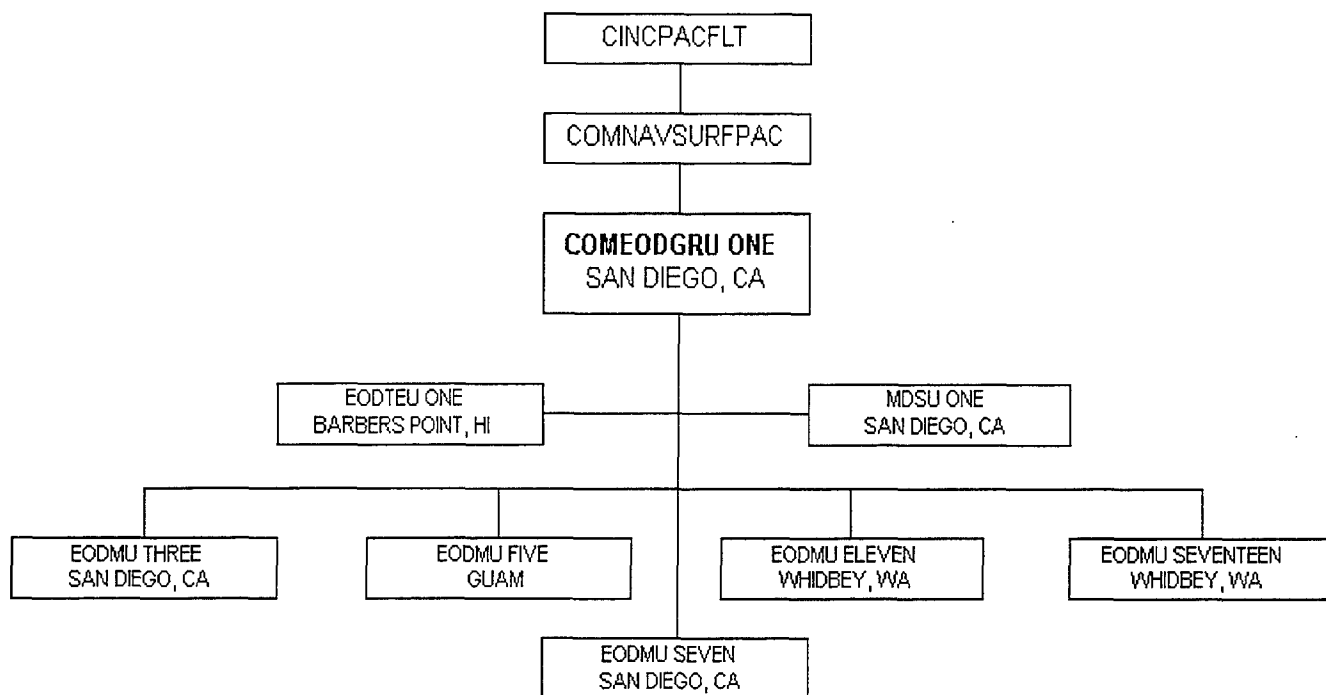 CINCPACFLT
COMNAVSURFPAC
COMEODGRU ONE
SAN DIEGO, CA
EODTEU ONE
BARBERS POINT, HI
MDSU ONE
SAN DIEGO, CA
EODMU THREE
SAN DIEGO, CA
EODMU FIVE
GUAM
EODMU ELEVEN
WHIDBEY, WA
EODMU SEVENTEEN
WHIDBEY, WA
EODMU SEVEN
SAN DIEGO, CA